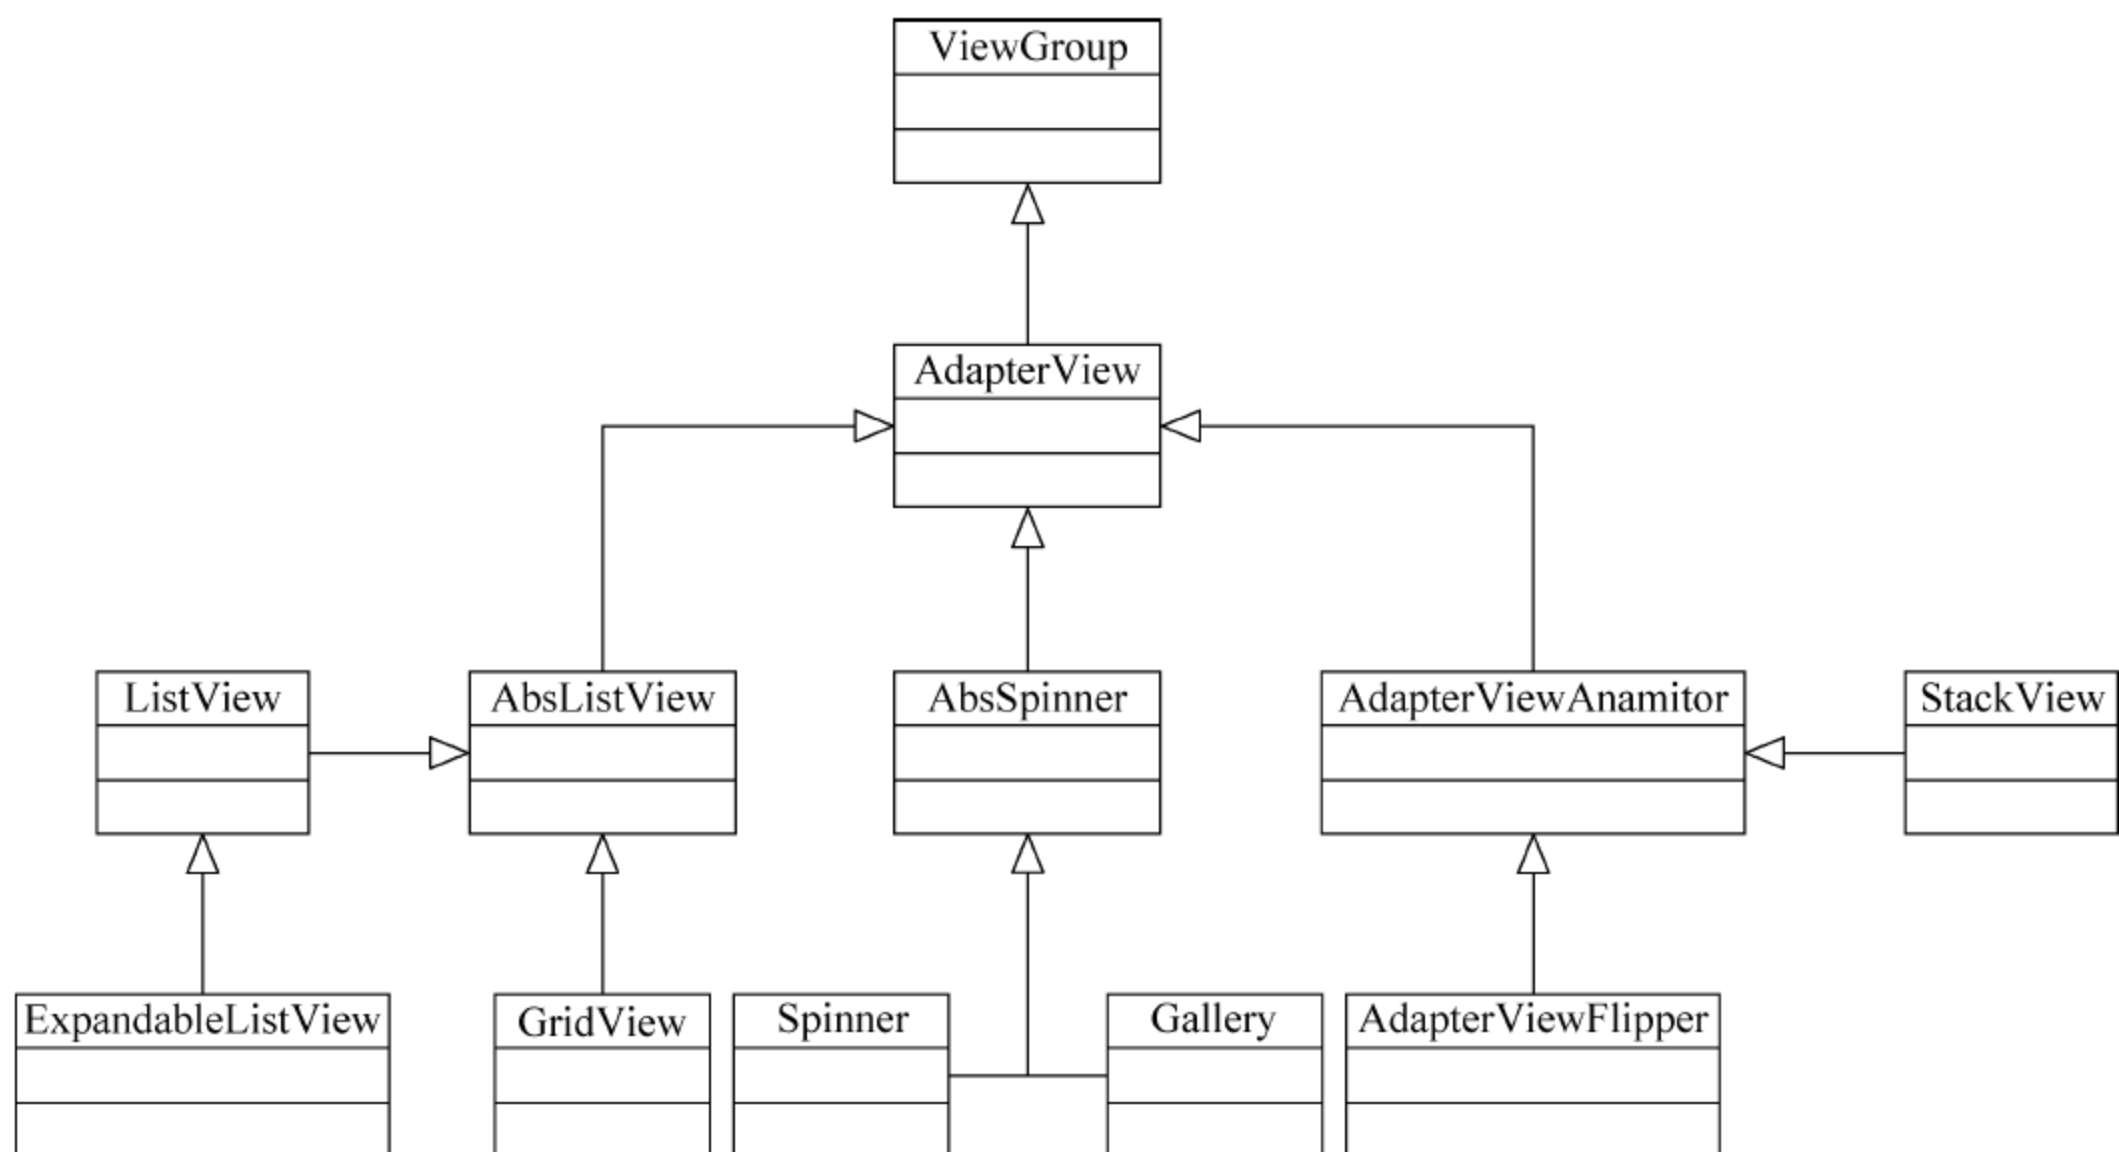 ViewGroup
AdapterView
ListView
AbsListView
AbsSpinner
AdapterViewAnamitor
StackView
ExpandableListView
GridView
Spinner
Gallery
AdapterViewFlipper